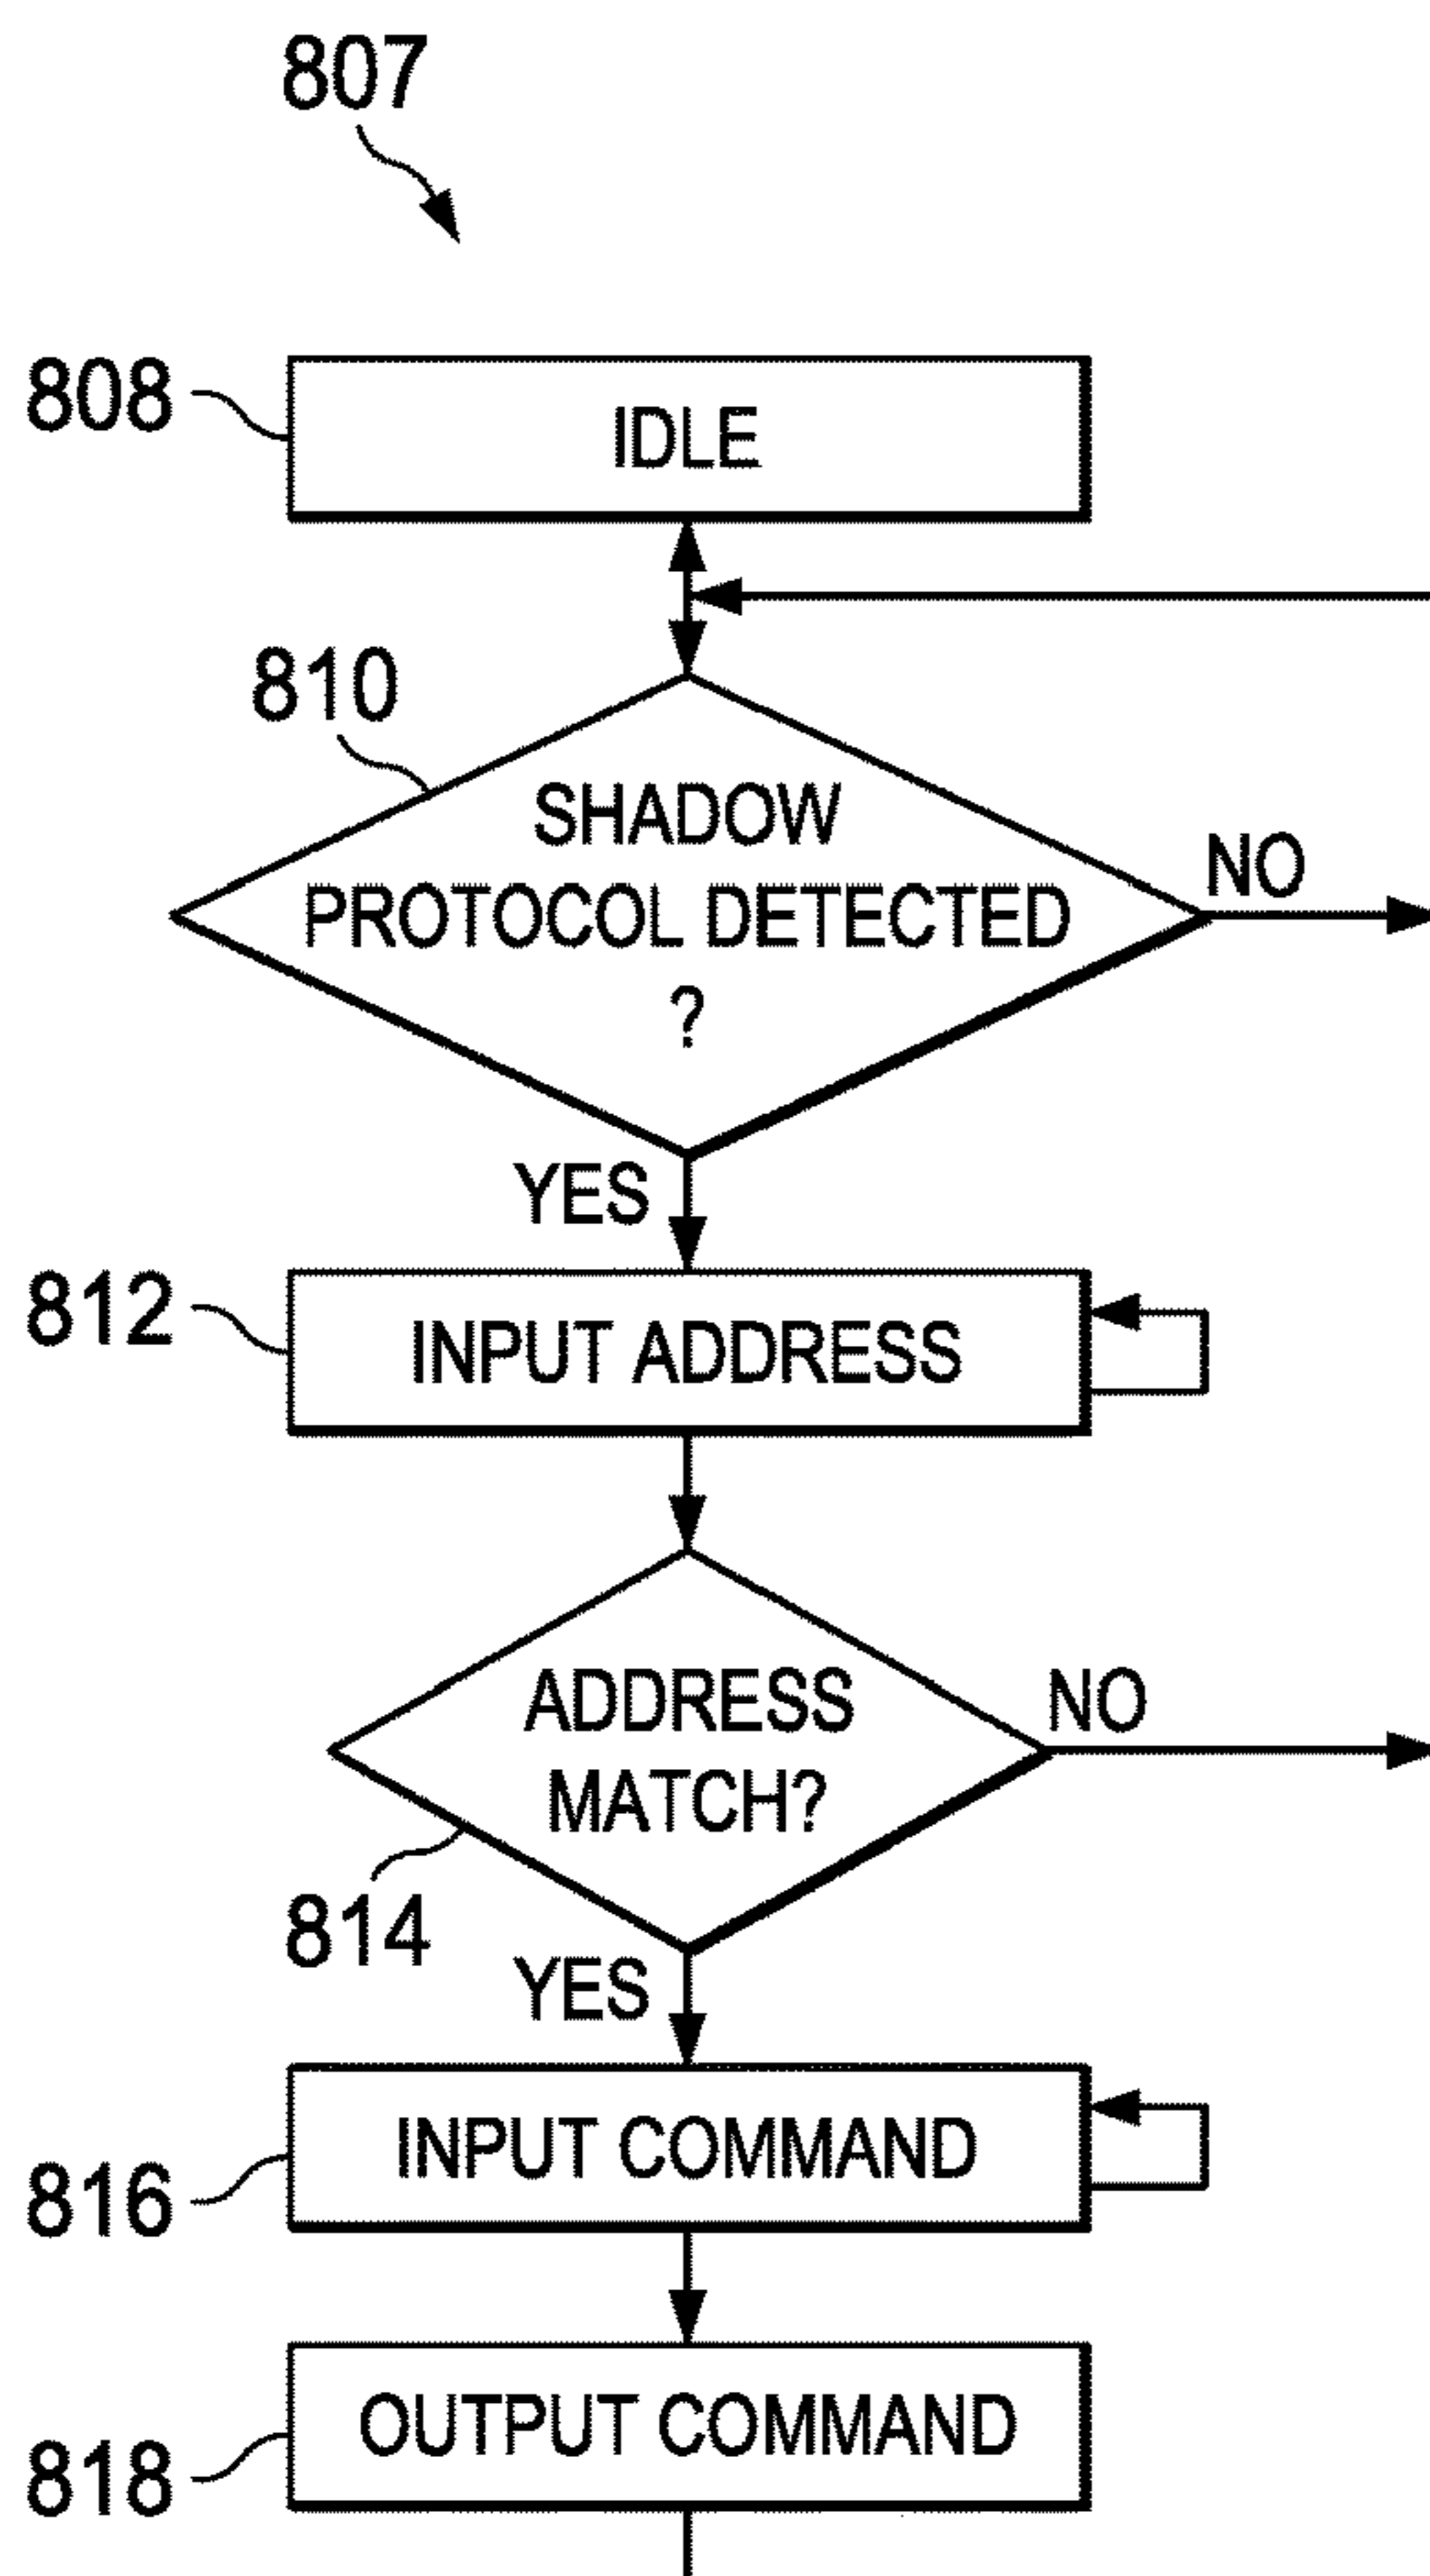 807
808
IDLE
810
SHADOW
PROTOCOL DETECTED
?
NO
YES
812
INPUT ADDRESS
ADDRESS
MATCH?
NO
814
YES
INPUT COMMAND
816
OUTPUT COMMAND
818